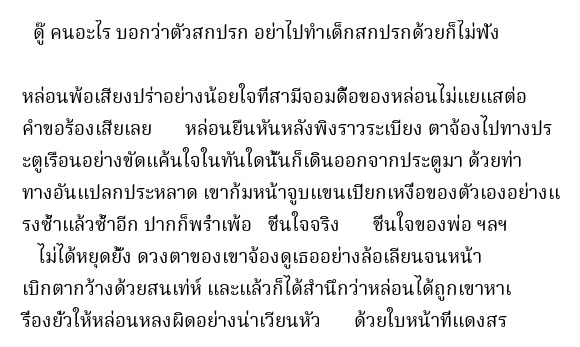 ดู๊ คนอะไร บอกว่าตัวสกปรก อย่าไปทำเด็กสกปรกด้วยก็ไม่ฟัง
หล่อนพ้อเสียงปร่าอย่างน้อยใจที่สามีจอมดื้อของหล่อนไม่แยแสต่อ
คำขอร้องเสียเลย หล่อนยืนหันหลังพิงราวระเบียง ตาจ้องไปทางปร
ะตูเรือนอย่างขัดแค้นใจในทันใดนั้นก็เดินออกจากประตูมา ด้วยท่า
ทางอันแปลกประหลาด เขาก้มหน้าจูบแขนเปียกเหงื่อของตัวเองอย่างแ
รงซ้ำแล้วซ้ำอีก ปากก็พร่ำเพ้อ ชื่นใจจริง ชื่นใจของพ่อ ฯลฯ
ไม่ได้หยุดยั้ง ดวงตาของเขาจ้องดูเธออย่างล้อเลียนจนหน้า
เบิกตากว้างด้วยสนเท่ห์ และแล้วก็ได้สำนึกว่าหล่อนได้ถูกเขาหาเ
รื่องยั่วให้หล่อนหลงผิดอย่างน่าเวียนหัว ด้วยใบหน้าที่แดงสร